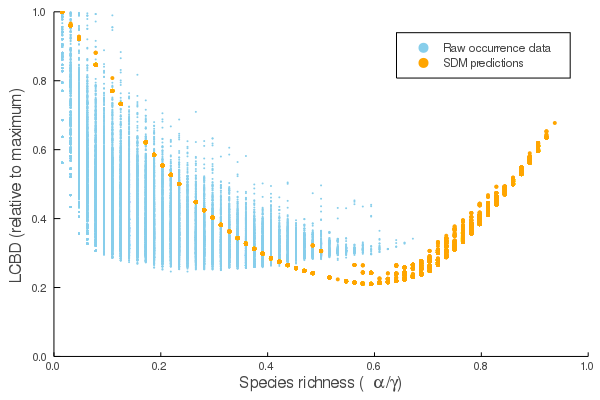 1.0
0.8
0.6
0.4
0.2
0.0
LCBD (relative to maximum)
Raw occurrence data
SDM predictions
0.0 0.2 0.4 0.6 0.8 1.0
Species richness ( α/γ)